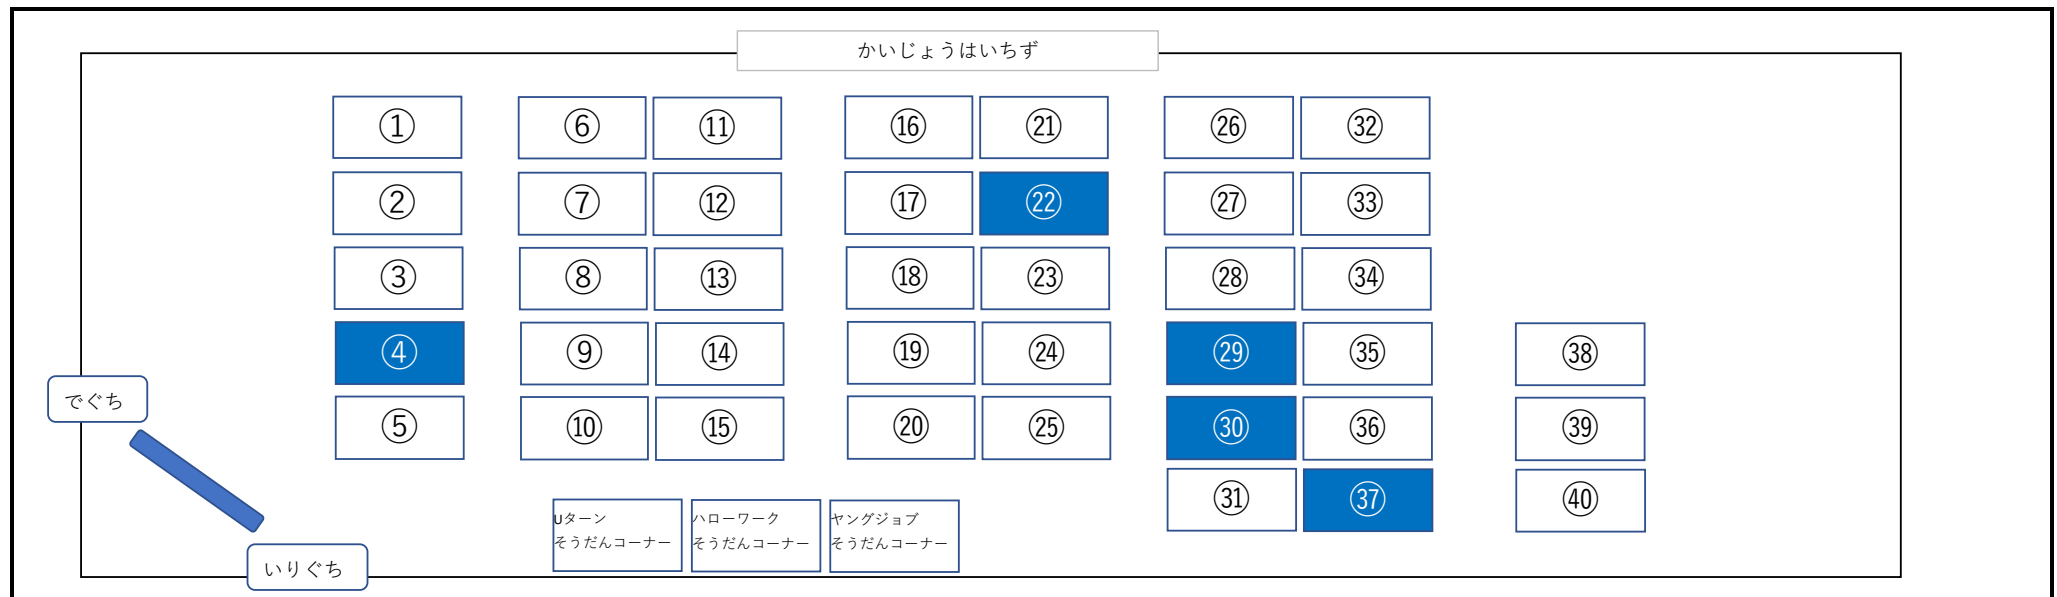 かいじょうはいちず
① ⑥ ⑪ ⑯ ㉑ ㉖ ㉜
② ⑦ ⑫ ⑰ ㉒ ㉗ ㉝
③ ⑧ ⑬ ⑱ ㉓ ㉘ ㉞
④ ⑨ ⑭ ⑲ ㉔ ㉙ ㉟ ㊳
でぐち
⑤ ⑩ ⑮ ⑳ ㉕ ㉚ ㊱ ㊴
㉛ ㊲ ㊵
Uターン
そうだんコーナー
ハローワーク
そうだんコーナー
ヤングジョブ
そうだんコーナー
いりぐち